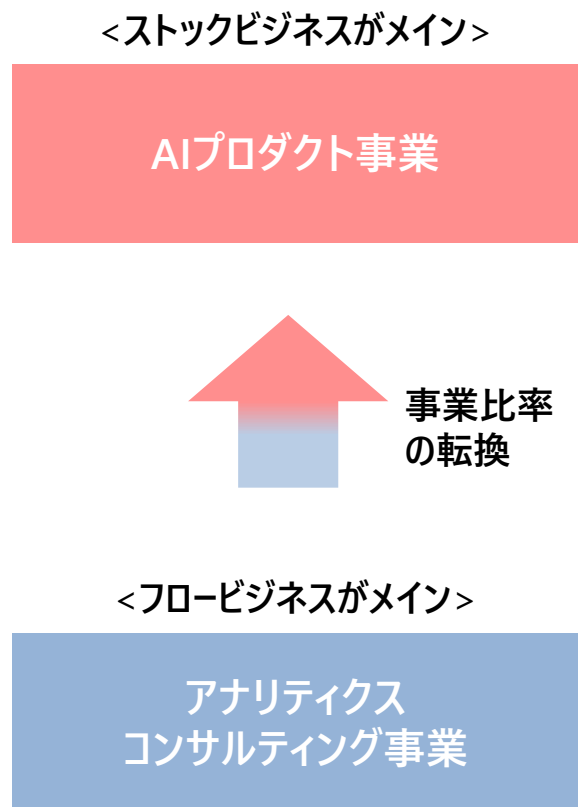 <ストックビジネスがメイン>
AIプロダクト事業
事業比率
の転換
<フロービジネスがメイン>
アナリティクス
コンサルティング事業